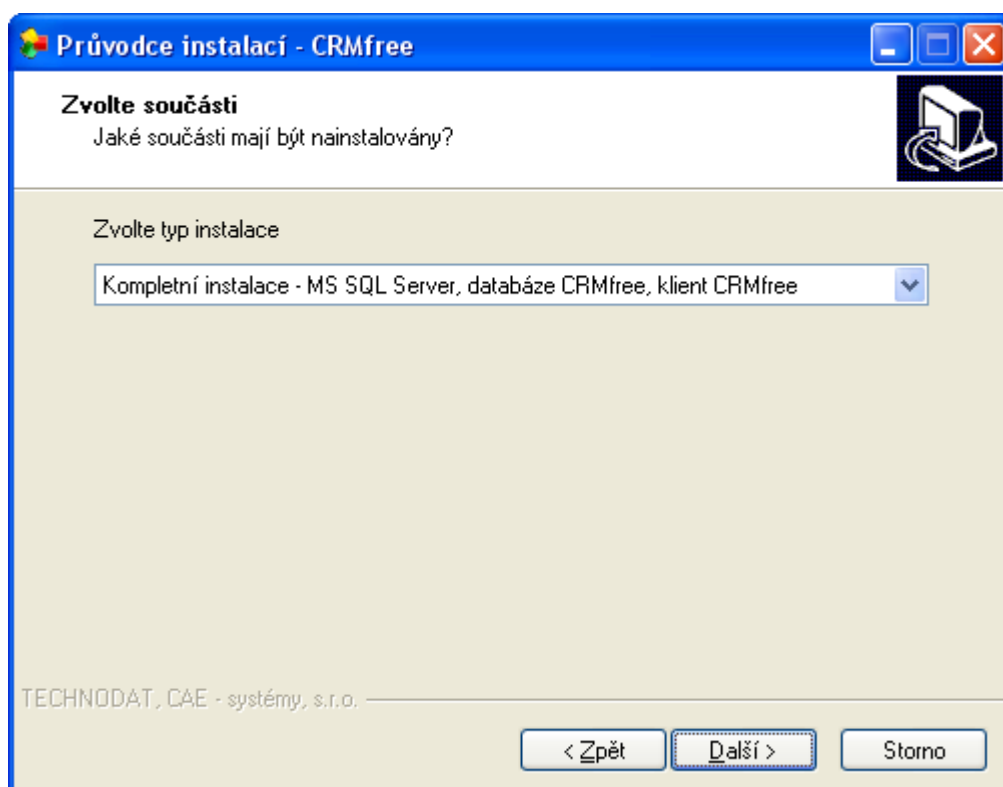 Průvodce instalací - CRMfree
Zvolte součásti
Jaké součásti mají být nainstalovány?
Zvolte typ instalace
Kompletní instalace - MS SQL Server, databáze CRMfree, klient CRMfree
TECHNODAT, CAE - systémy, s.r.o.
< Zpět
Další >
Storno